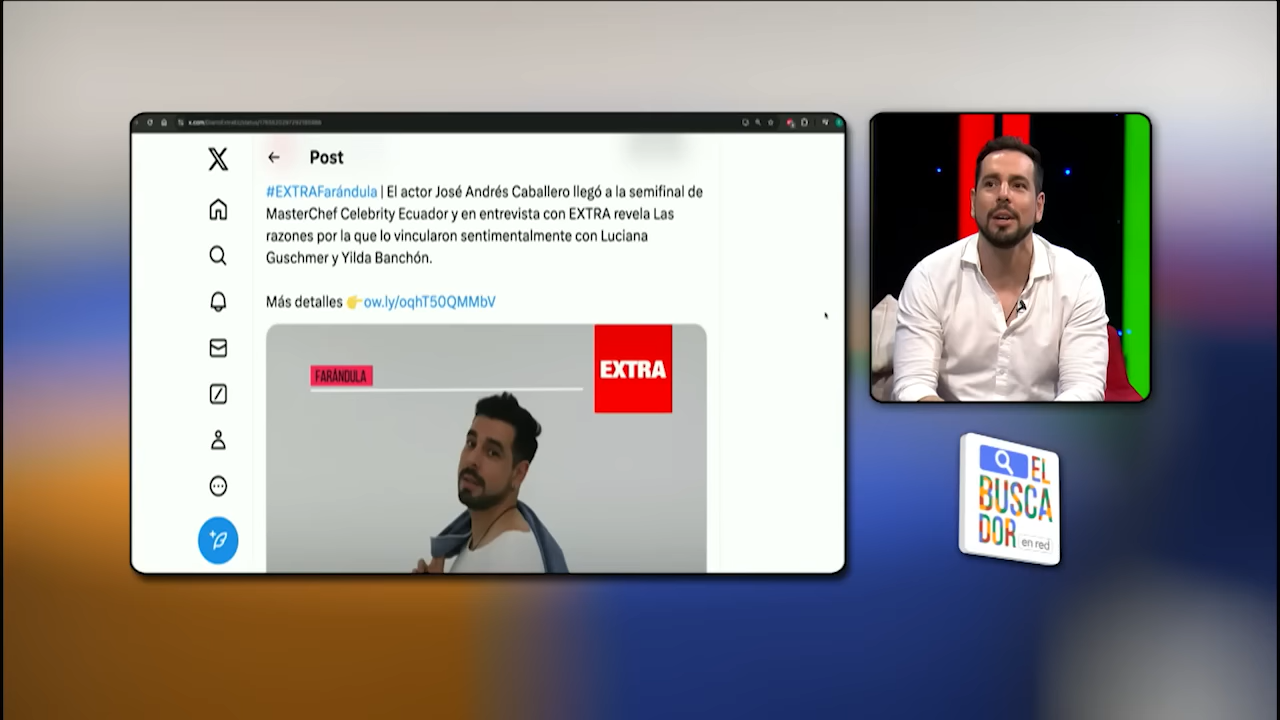 Post
#EXTRAFarándula | El actor José Andrés Caballero llegó a la semifinal de
MasterChef Celebrity Ecuador y en entrevista con EXTRA revela Las
razones por la que lo vincularon sentimentalmente con Luciana
Guschmer y Yilda Banchón.
Más detalles 👉ow.ly/oqhT50QMMbV
FARÁNDULA
EXTRA
EL
BUSCA
DOR
en red